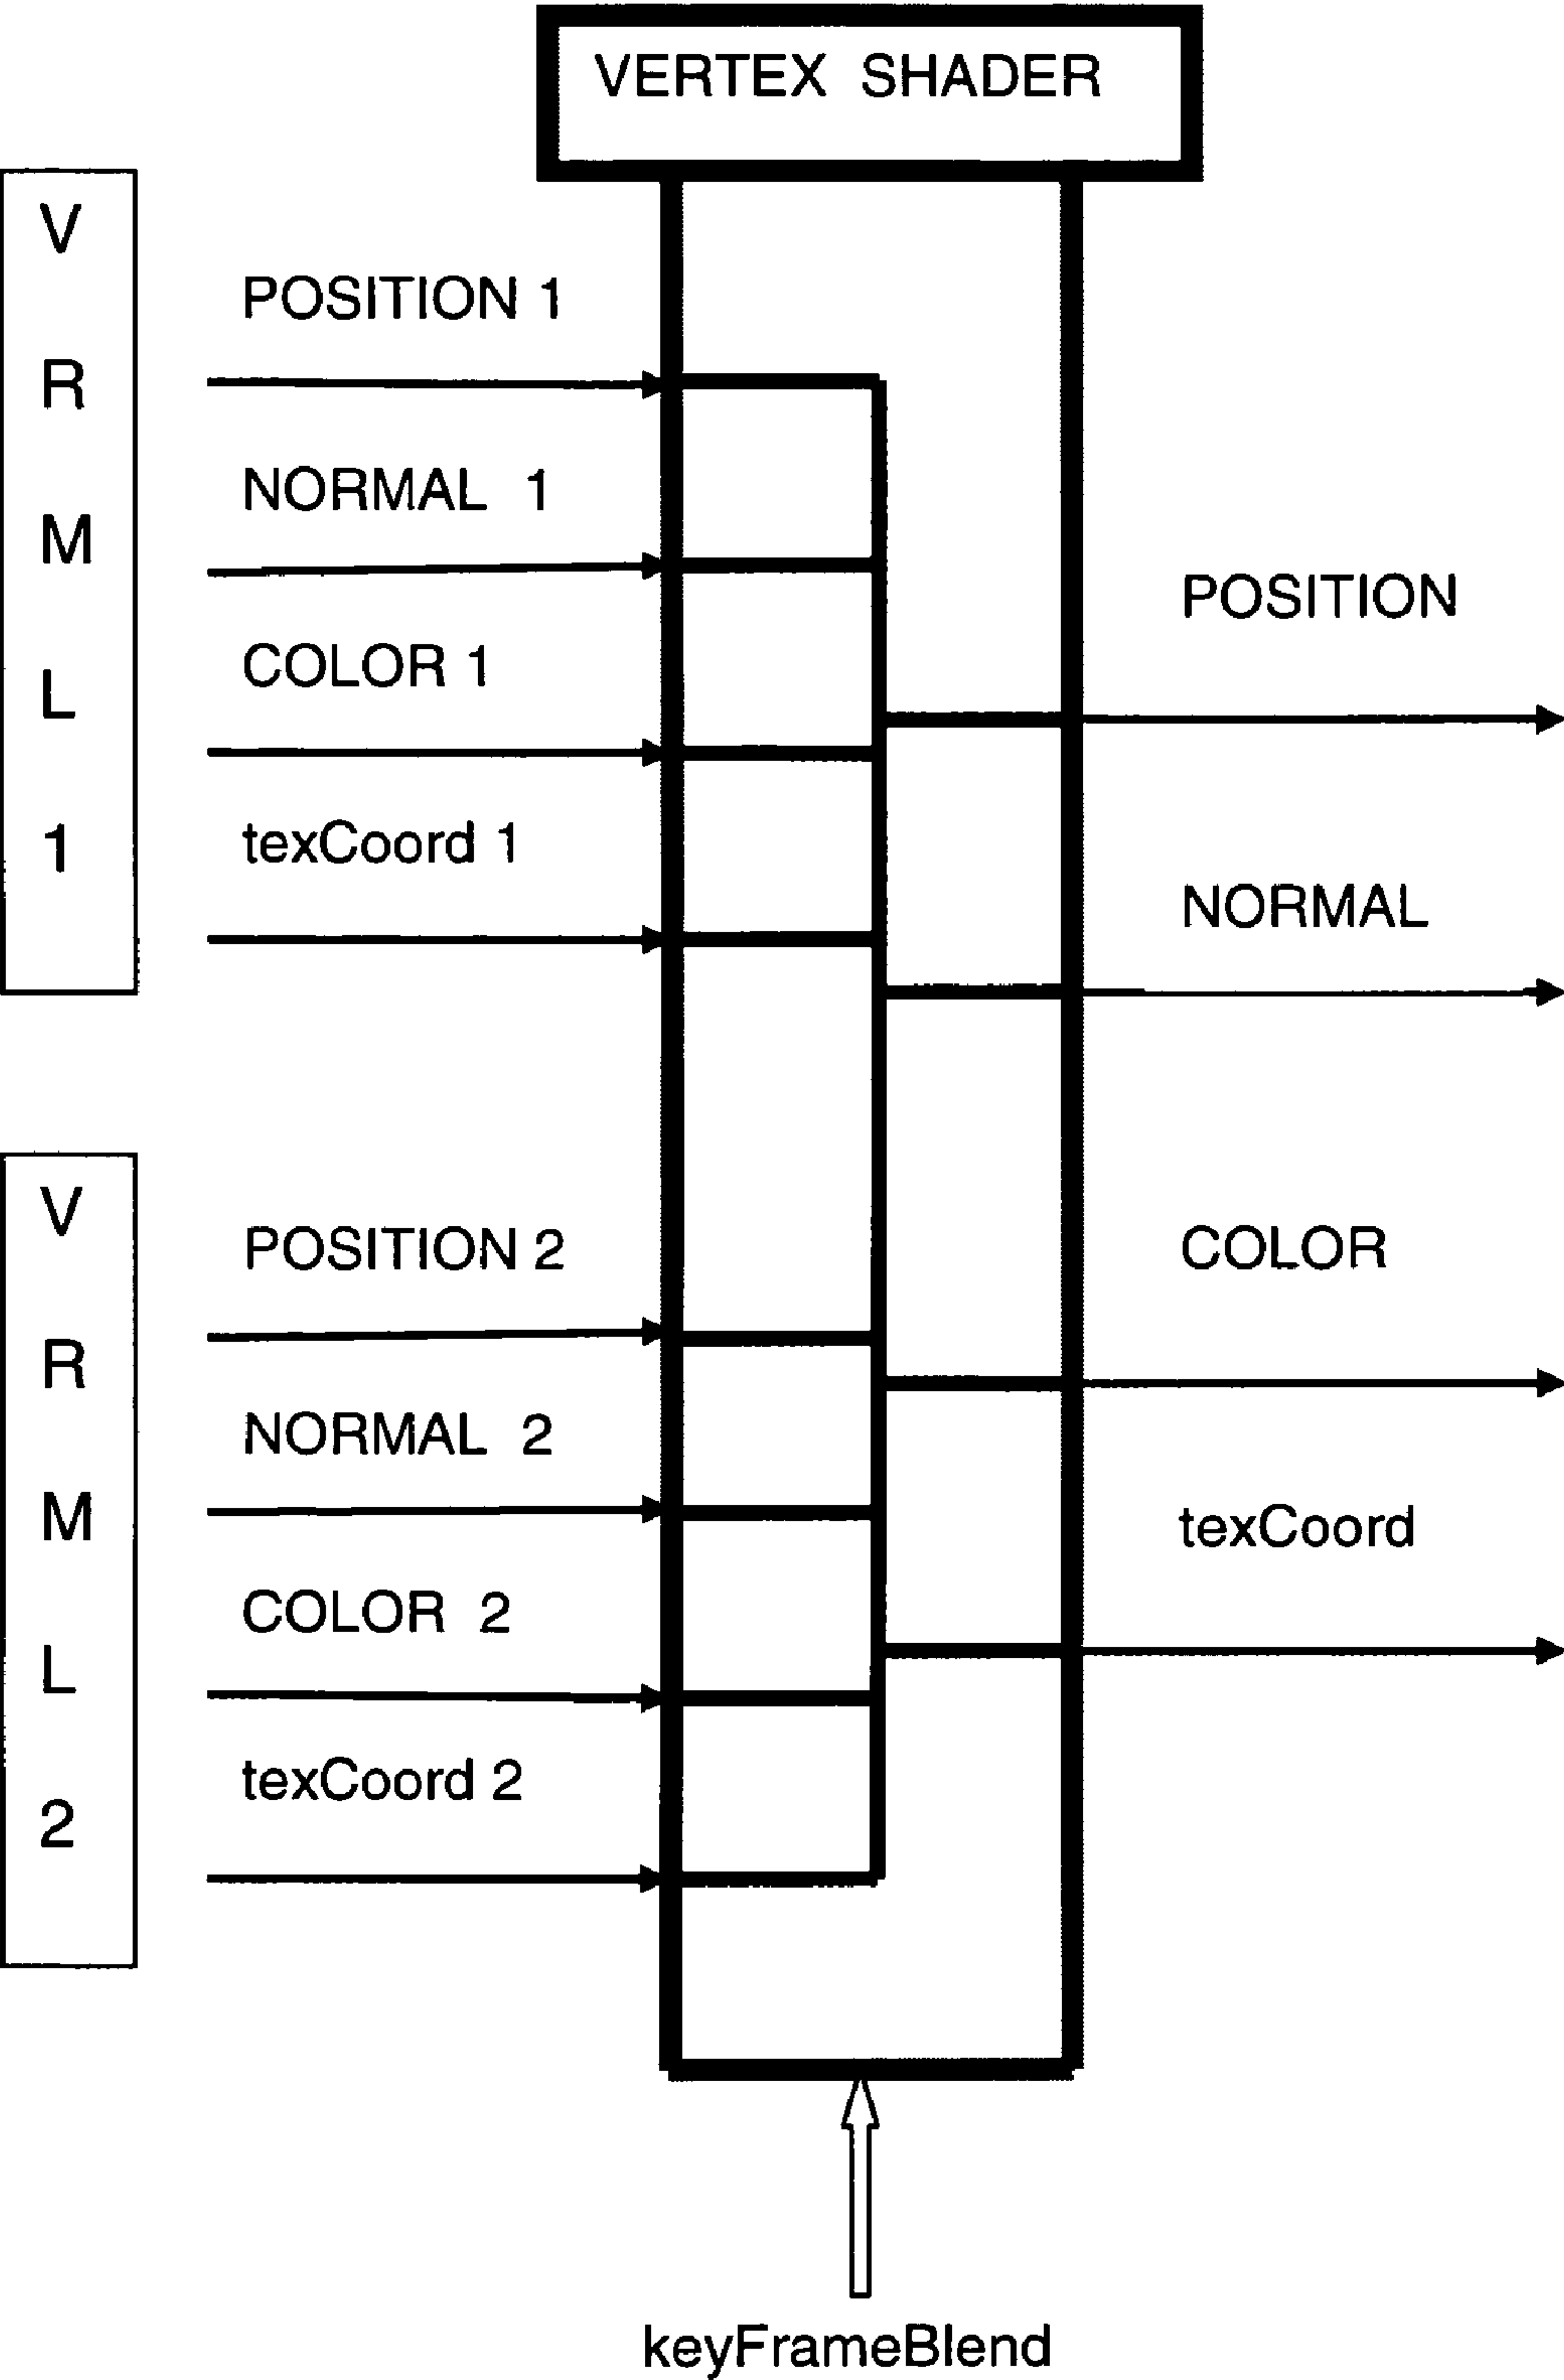 VERTEX SHADER
V
R
M
L
1
POSITION 1
NORMAL 1
COLOR 1
texCoord 1
V
R
M
L
2
POSITION 2
NORMAL 2
COLOR 2
texCoord 2
POSITION
NORMAL
COLOR
texCoord
keyFrameBlend